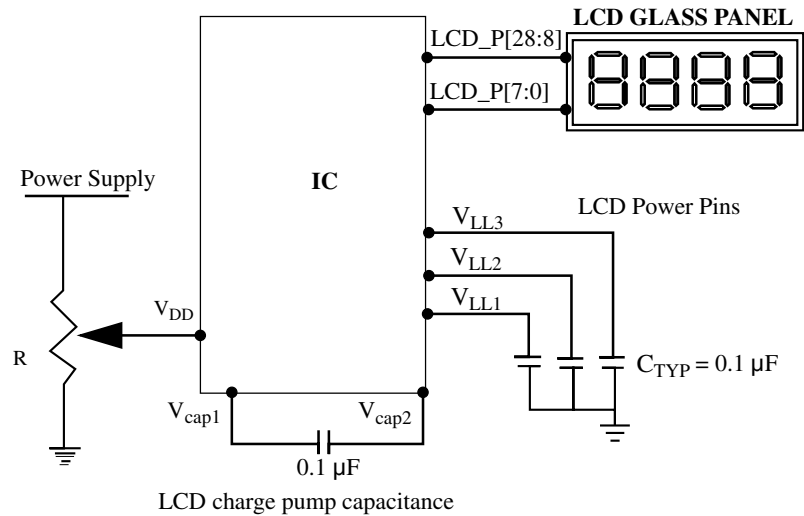 LCD GLASS PANEL
LCD_P[28:8]
LCD_P[7:0]
IC
Power Supply
LCD Power Pins
VLL3
VLL2
VLL1
VDD
R
CTYP = 0.1 µF
Vcap1
Vcap2
0.1 µF
LCD charge pump capacitance